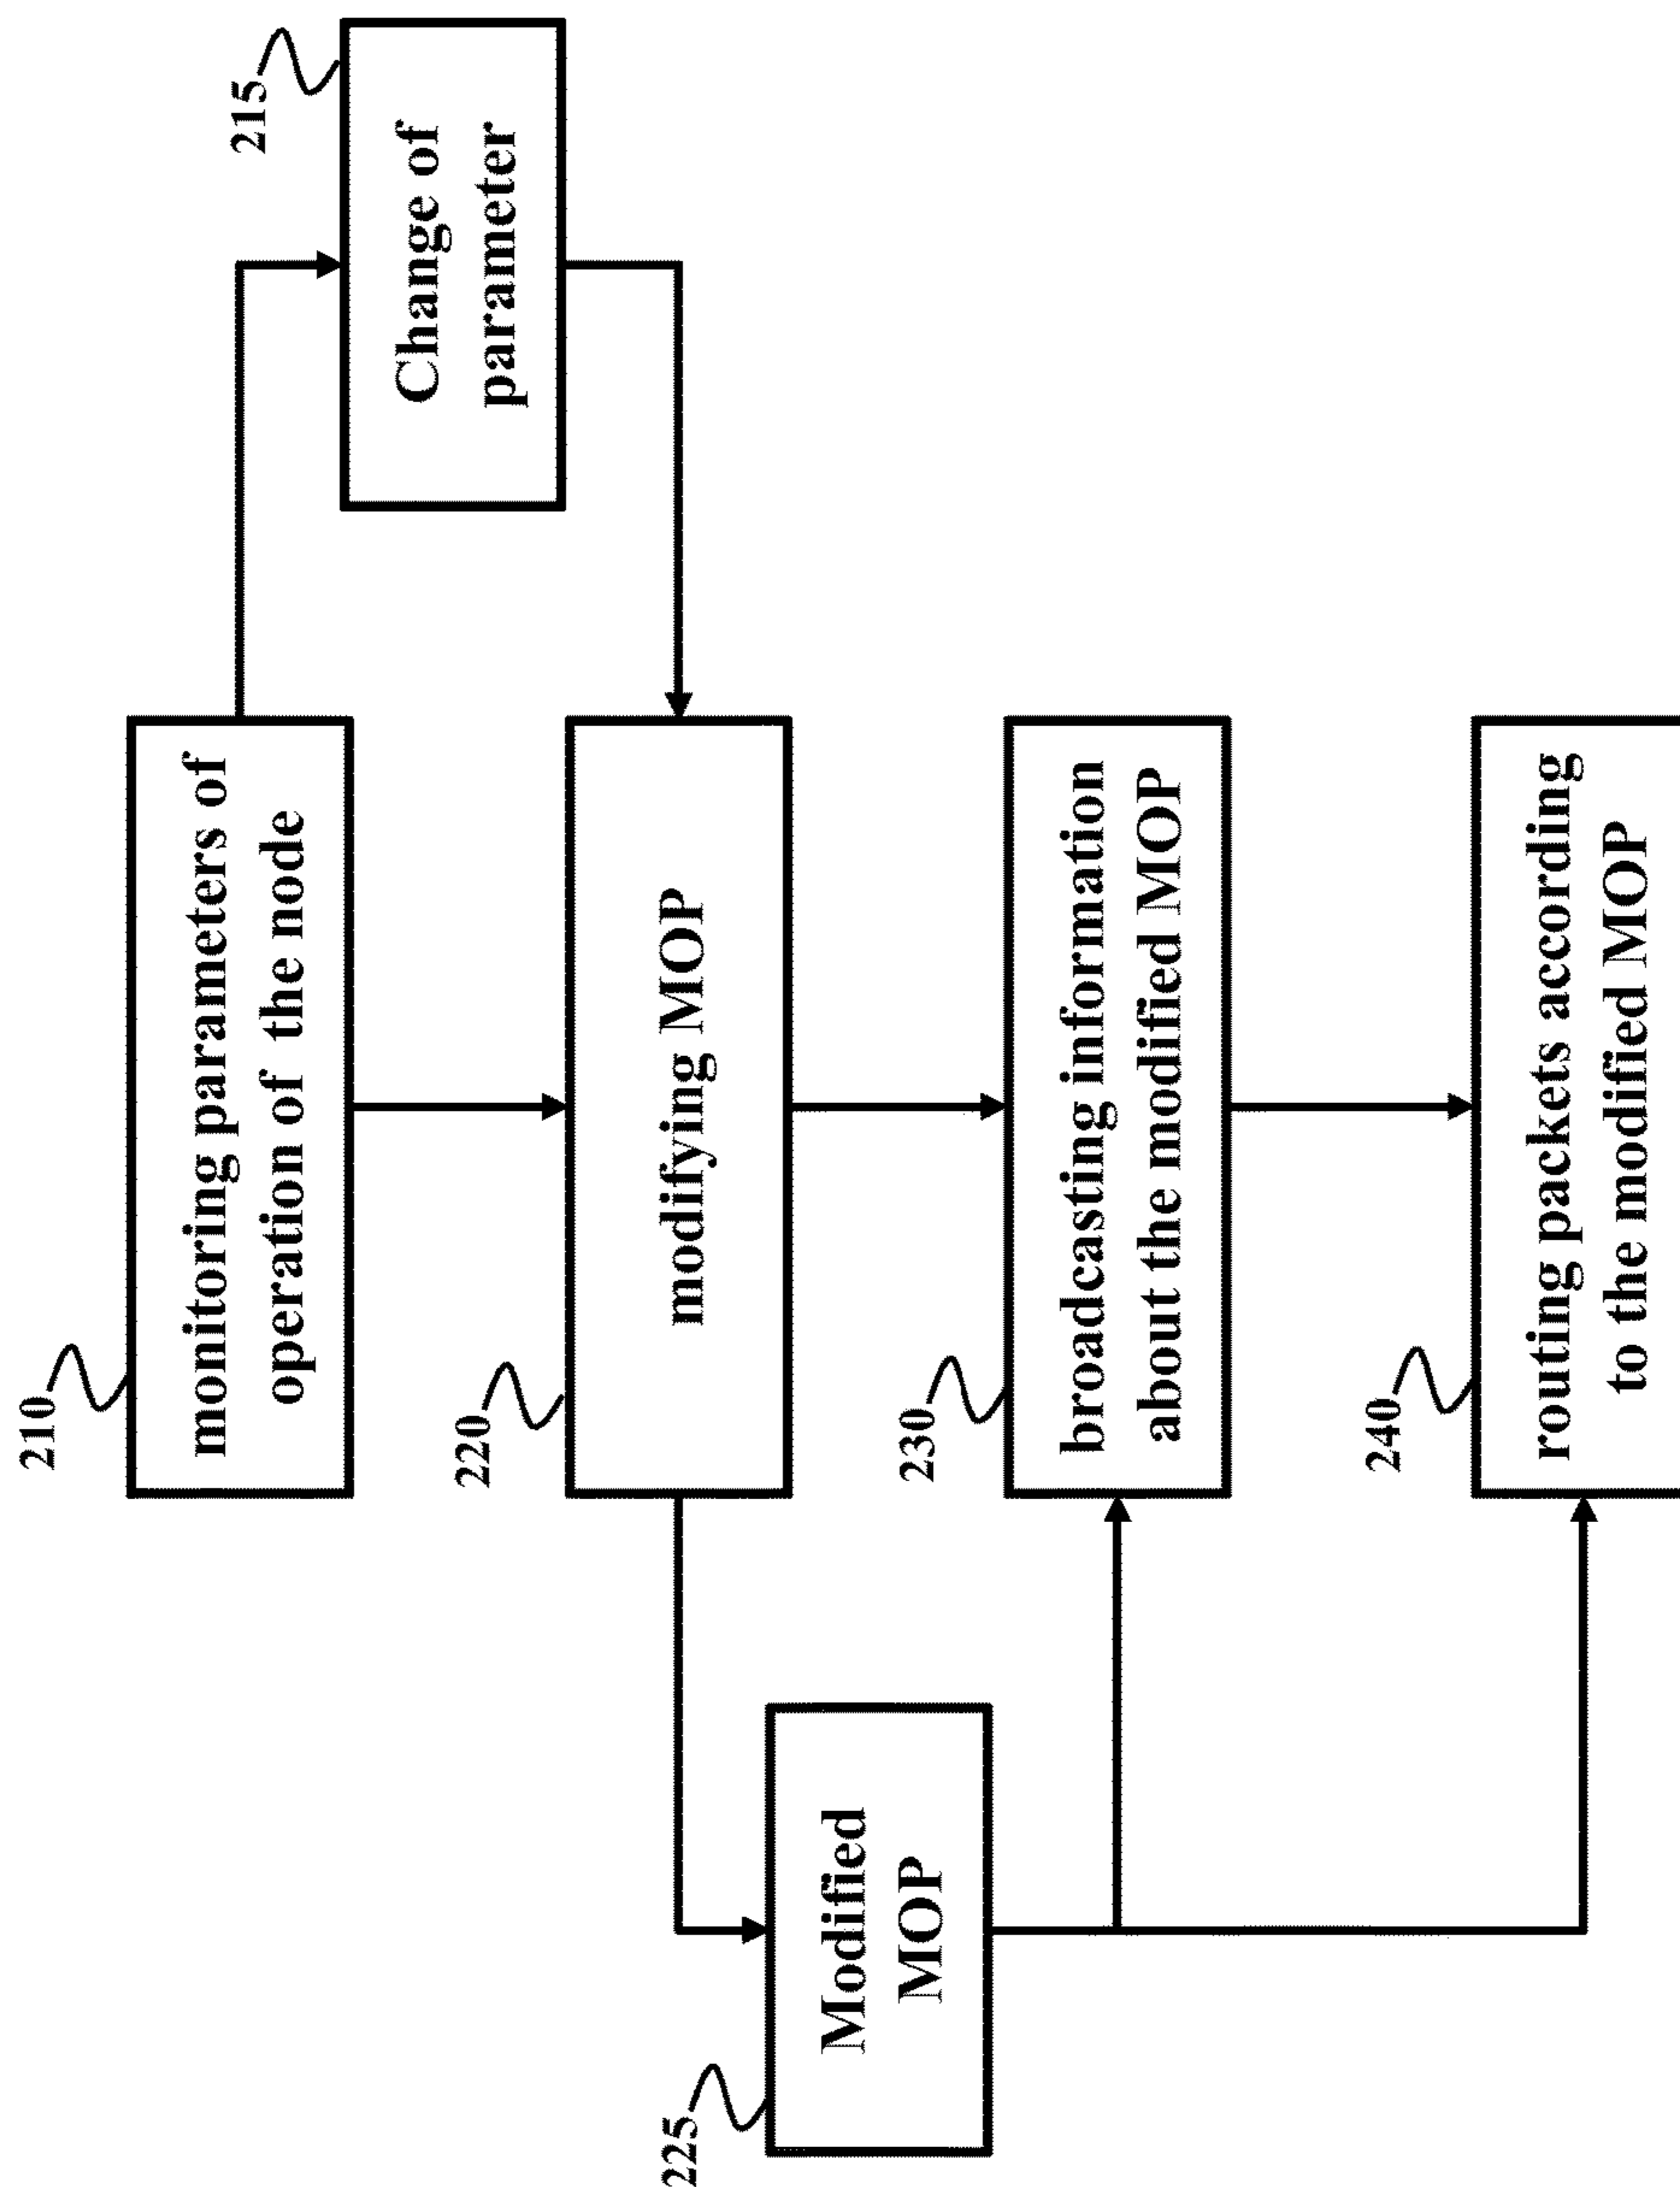 210
monitoring parameters of
operation of the node
215
Change of
parameter
220
modifying MOP
225
Modified
MOP
230
broadcasting information
about the modified MOP
240
routing packets according
to the modified MOP